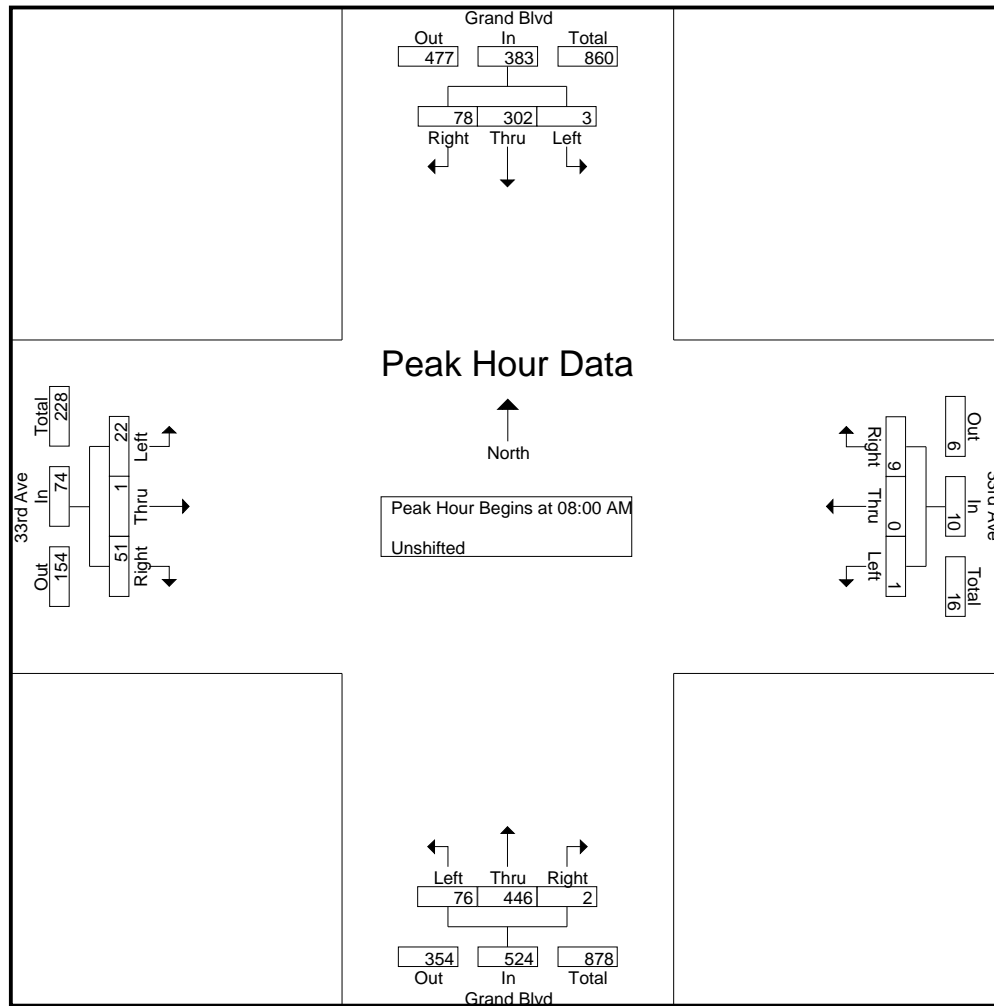 Grand Blvd
Out In Total
477 383 860
78 302 3
Right Thru Left
Peak Hour Data
North
Peak Hour Begins at 08:00 AM
Unshifted
33rd Ave
Total In Out
228 74 154
22 1 51
Left Thru Right
Right Thru Left
9 0 1
Out In Total
6 10 16
33rd Ave
Left Thru Right
76 446 2
354 524 878
Out In Total
Grand Blvd